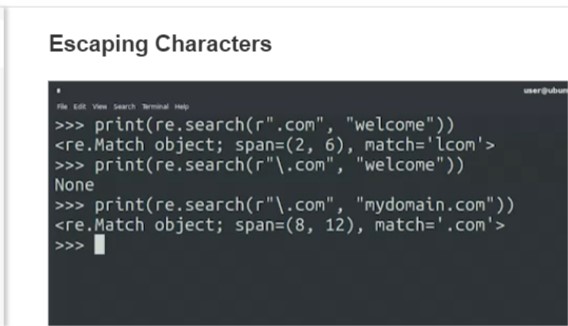 Escaping Characters
user@ubun
File Edit View Search Terminal Help
>>> print(re.search(r".com", "welcome"))
<re.Match object; span=(2, 6), match='lcom'>
>>> print(re.search(r"\.com", "welcome"))
None
>>> print(re.search(r"\.com", "mydomain.com"))
<re.Match object; span=(8, 12), match='.com'>
>>>